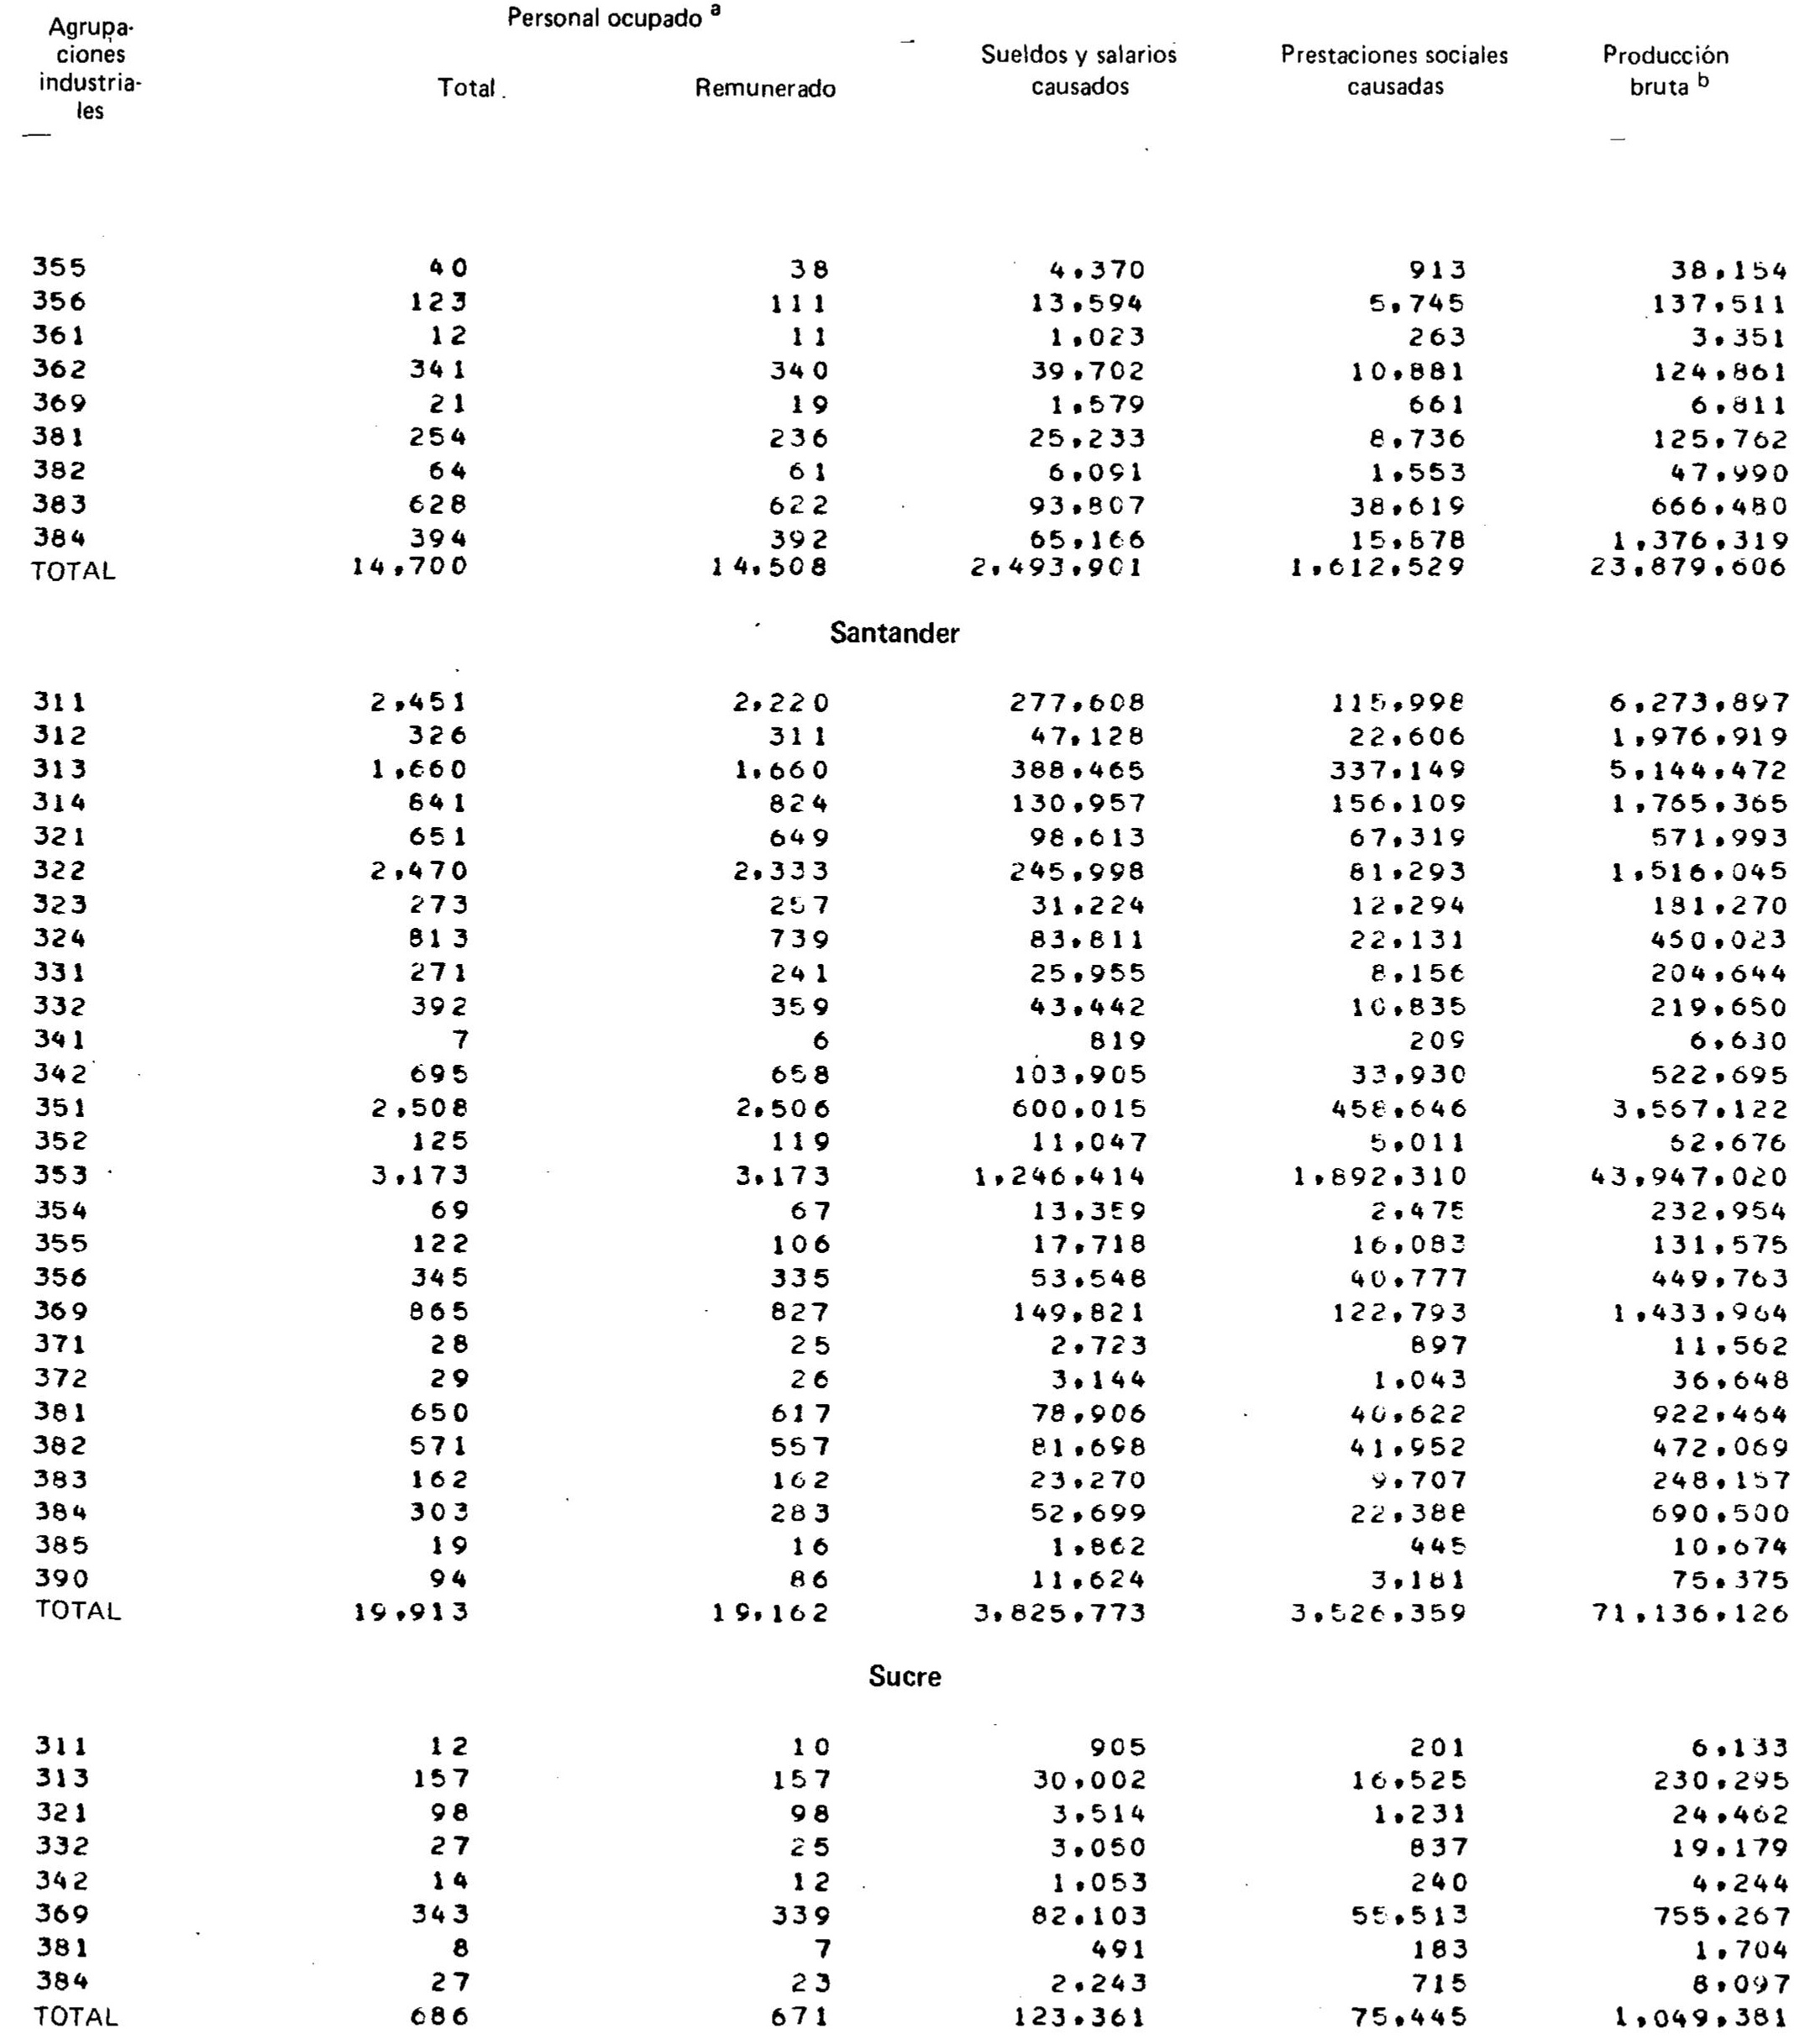 Agrupa-
ciones
industria-
les
Personal ocupado a
Total
Remunerado
Sueldos y salarios
causados
Prestaciones sociales
causadas
Producción
bruta b
355 40 38 4,370 913 38,154
356 123 111 13,594 5,745 137,511
361 12 11 1,023 263 3,351
362 341 340 39,702 10,881 124,861
369 21 19 1,579 661 6,811
381 254 236 25,233 8,736 125,762
382 64 61 6,091 1,553 47,990
383 628 622 93,807 38,619 666,480
384 394 392 65,166 15,878 1,376,319
TOTAL 14,700 14,508 2,493,901 1,612,529 23,879,606
Santander
311 2,451 2,220 277,608 115,998 6,273,897
312 326 311 47,128 22,606 1,976,919
313 1,660 1,660 388,465 337,149 5,144,472
314 841 824 130,957 156,109 1,765,365
321 651 649 98,613 67,319 571,993
322 2,470 2,333 245,998 81,293 1,516,045
323 273 257 31,224 12,294 181,270
324 813 739 83,811 22,131 460,023
331 271 241 25,955 8,156 204,644
332 392 359 43,442 10,835 219,650
341 7 6 819 209 6,630
342 695 658 103,905 33,930 522,695
351 2,508 2,506 600,015 458,646 3,567,122
352 125 119 11,047 5,011 62,676
353 3,173 3,173 1,246,414 1,892,310 43,947,020
354 69 67 13,359 2,475 232,954
355 122 106 17,718 16,083 131,575
356 345 335 53,548 40,777 449,763
369 865 827 149,821 122,793 1,433,964
371 28 25 2,723 897 11,562
372 29 26 3,144 1,043 36,648
381 650 617 78,906 40,622 922,464
382 571 557 81,698 41,952 472,069
383 162 162 23,270 9,707 248,157
384 303 283 52,699 22,388 690,500
385 19 16 1,862 445 10,674
390 94 86 11,624 3,181 75,375
TOTAL 19,913 19,162 3,825,773 3,526,359 71,136,126
Sucre
311 12 10 905 201 6,133
313 157 157 30,002 16,525 230,295
321 98 98 3,514 1,231 24,462
332 27 25 3,050 837 19,179
342 14 12 1,053 240 4,244
369 343 339 82,103 55,513 755,267
381 8 7 491 183 1,704
384 27 23 2,243 715 8,097
TOTAL 686 671 123,361 75,445 1,049,381